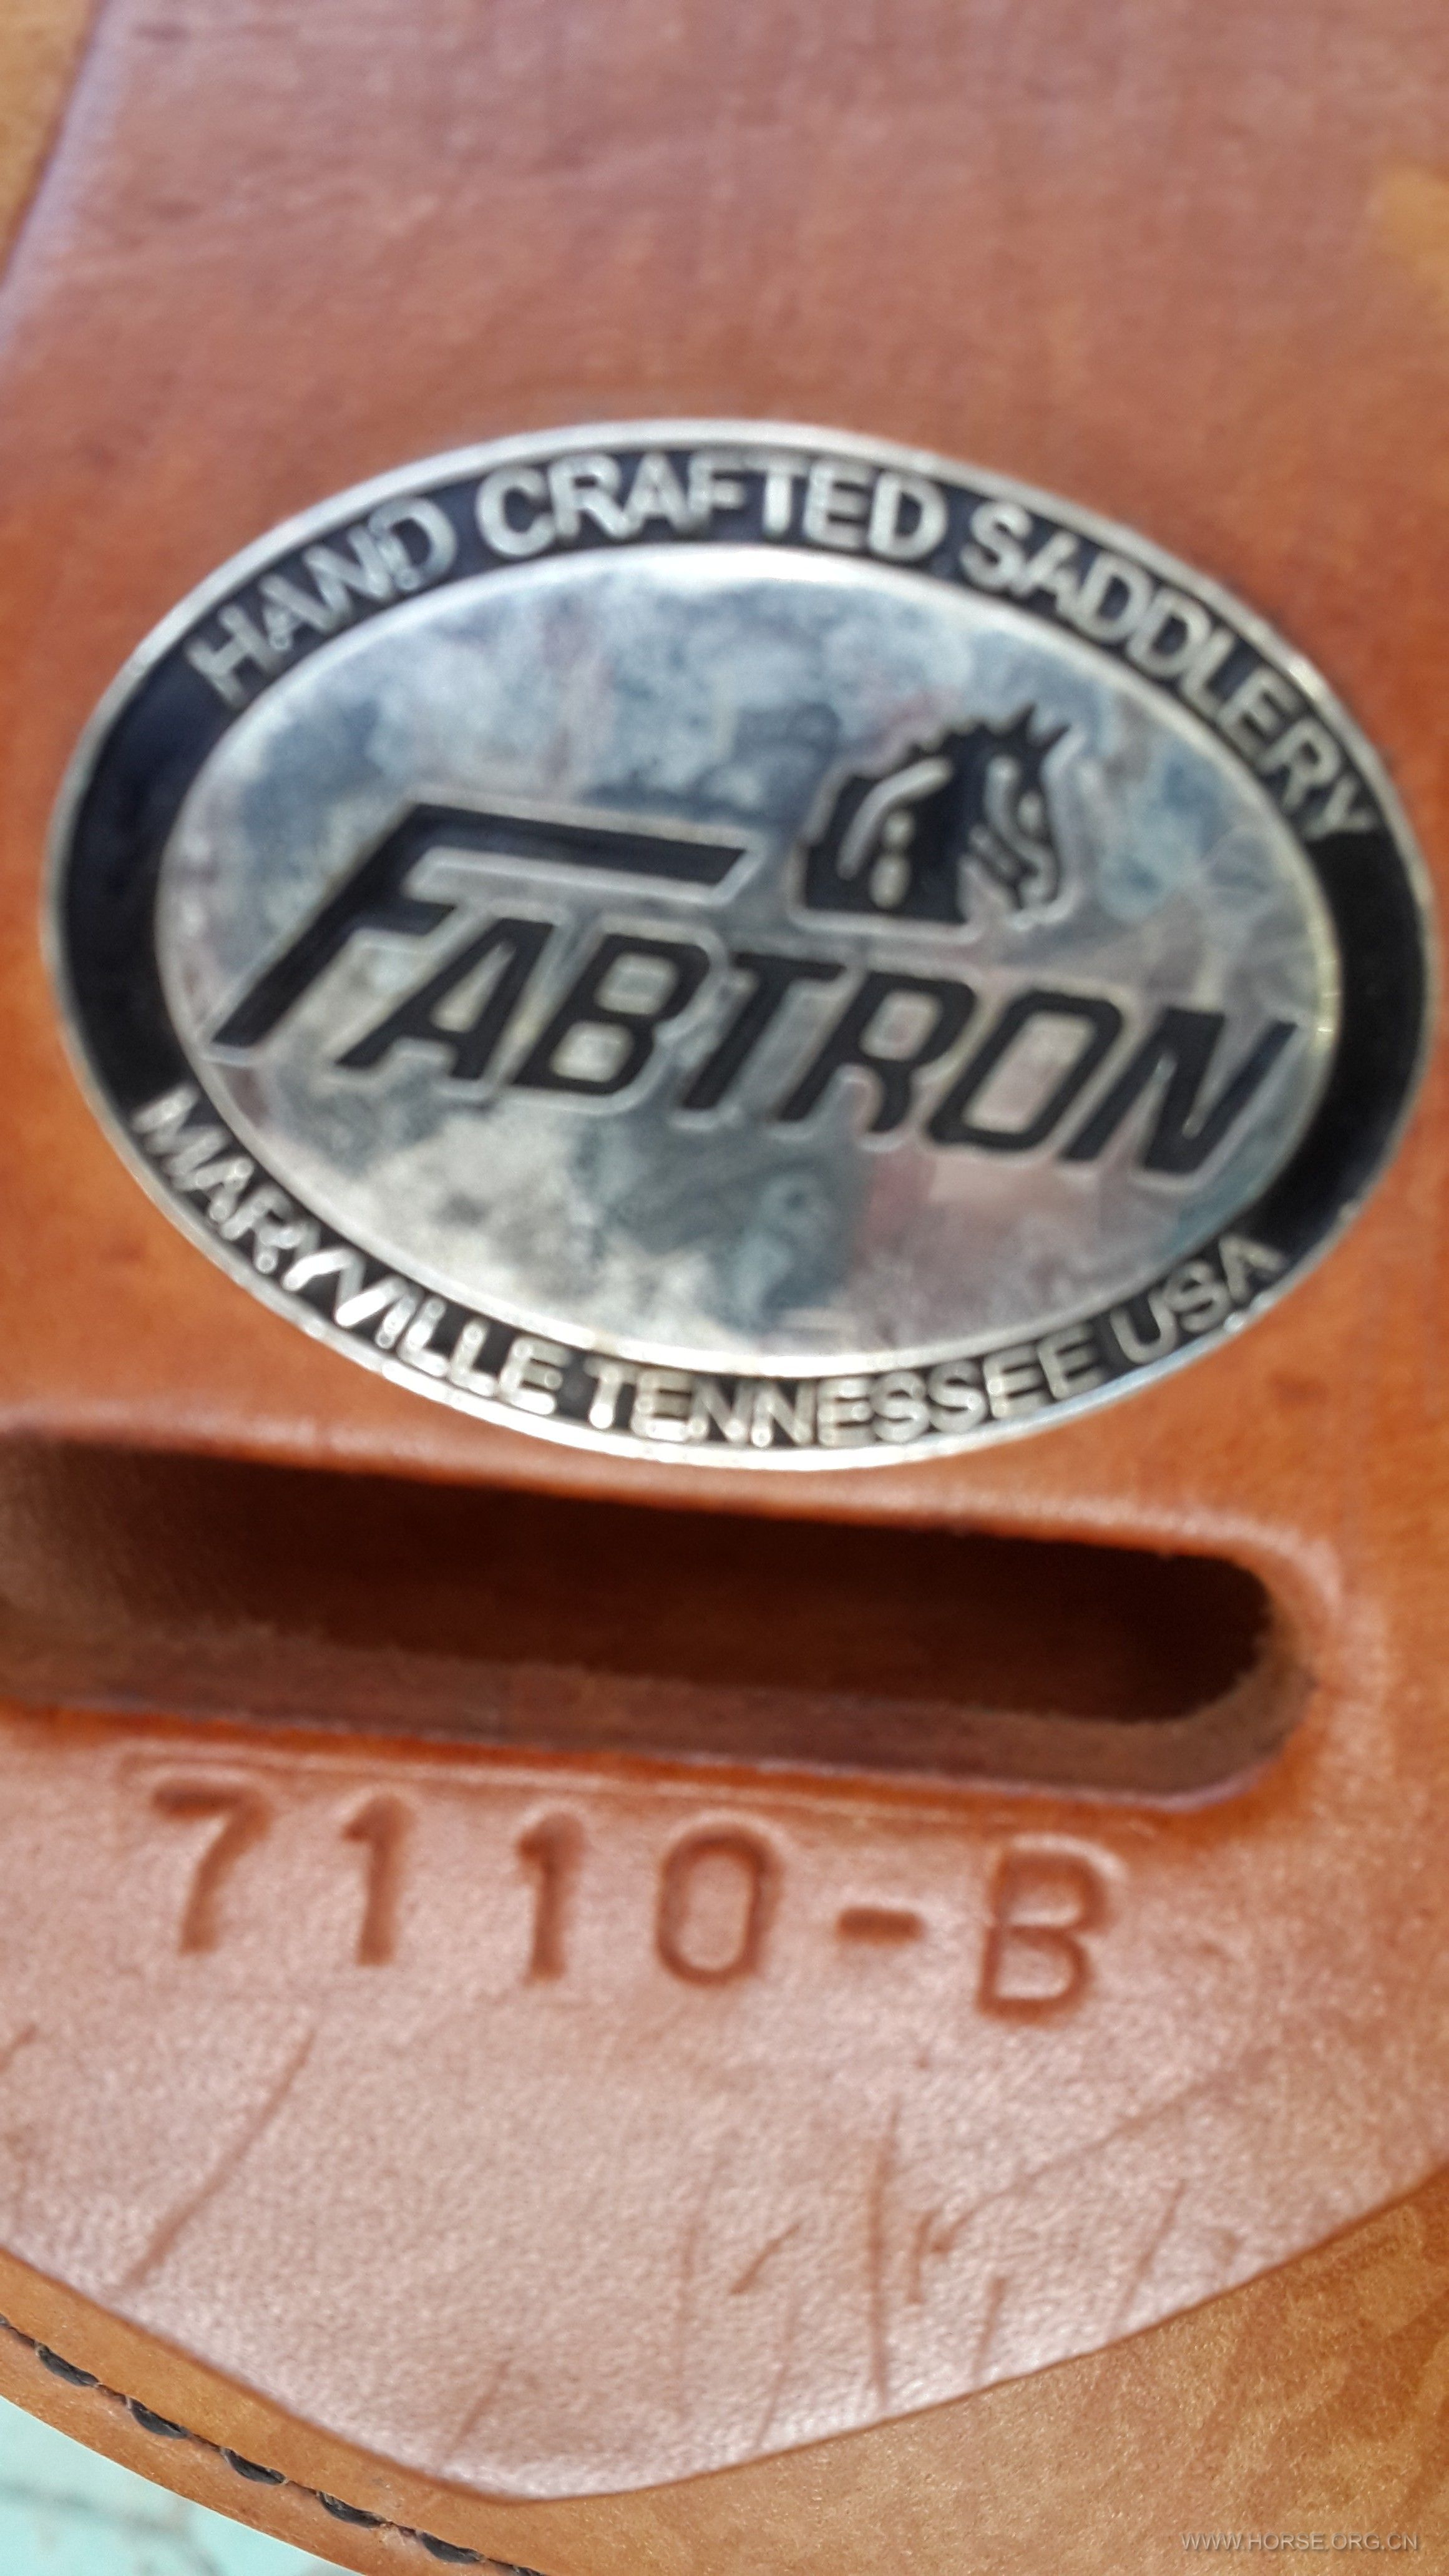 HAND CRAFTED SADDLERY
FABTRON
MARYVILLE TENNESSEE USA
7110-B
WWW.HORSE.ORG.CN